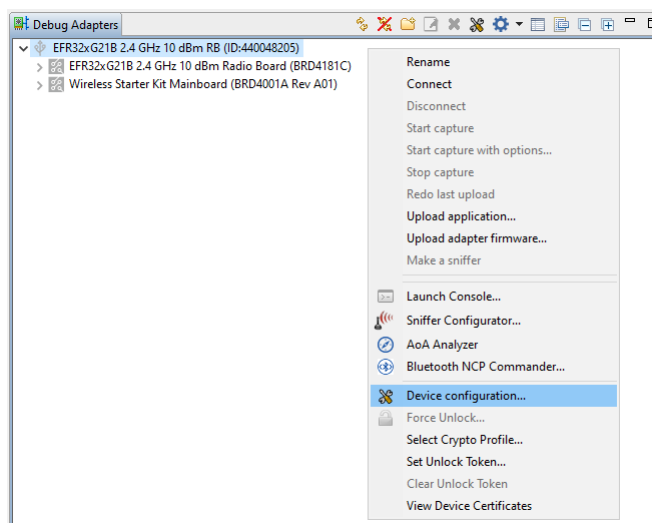 Debug Adapters
EFR32xG21B 2.4 GHz 10 dBm RB (ID:440048205)
EFR32xG21B 2.4 GHz 10 dBm Radio Board (BRD4181C)
Wireless Starter Kit Mainboard (BRD4001A Rev A01)
Rename
Connect
Disconnect
Start capture
Start capture with options...
Stop capture
Redo last upload
Upload application...
Upload adapter firmware...
Make a sniffer
Launch Console...
Sniffer Configurator...
AoA Analyzer
Bluetooth NCP Commander...
Device configuration...
Force Unlock...
Select Crypto Profile...
Set Unlock Token...
Clear Unlock Token
View Device Certificates